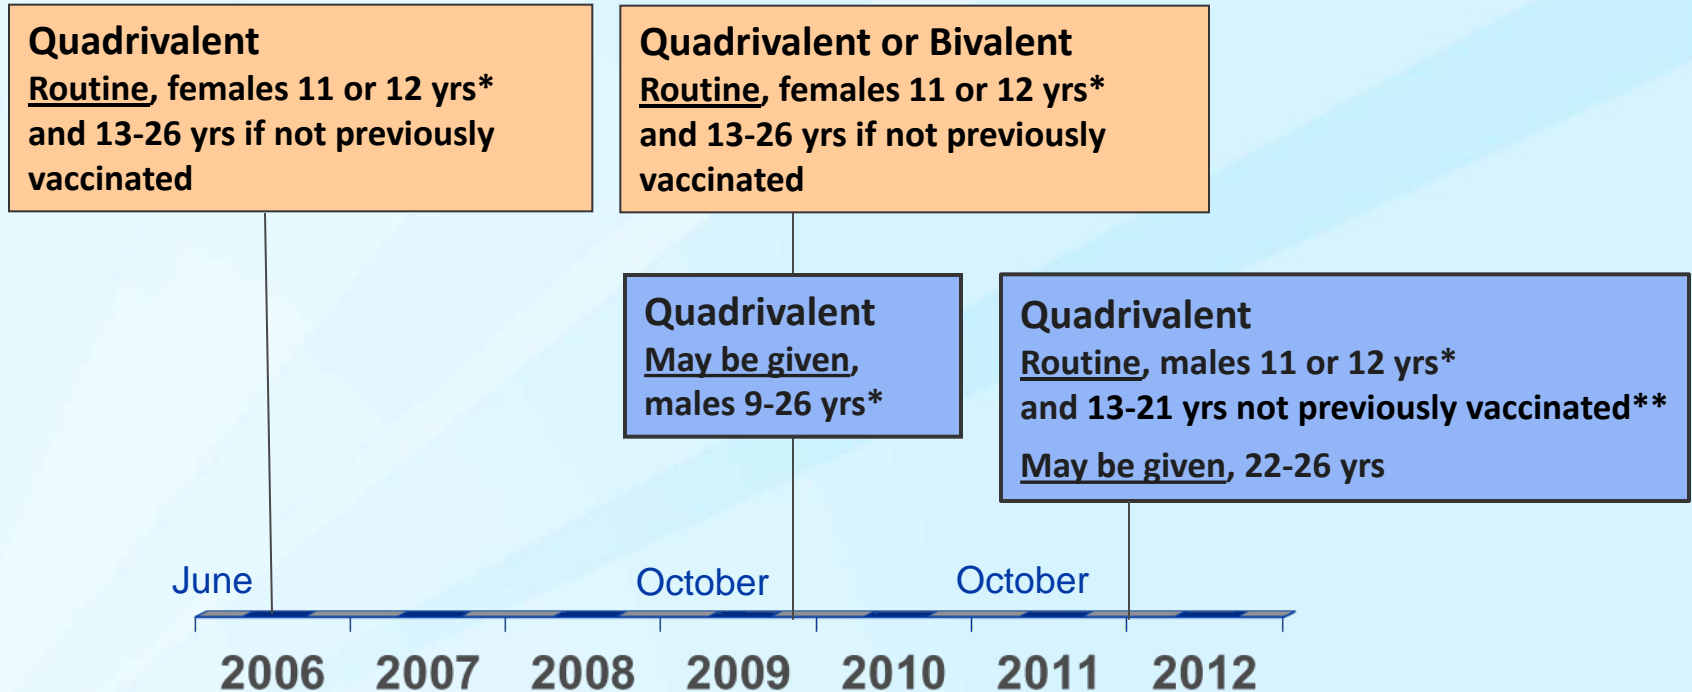 Quadrivalent
Routine, females 11 or 12 yrs*
and 13-26 yrs if not previously
vaccinated
Quadrivalent or Bivalent
Routine, females 11 or 12 yrs*
and 13-26 yrs if not previously
vaccinated
Quadrivalent
May be given,
males 9-26 yrs*
Quadrivalent
Routine, males 11 or 12 yrs*
and 13-21 yrs not previously vaccinated**
May be given, 22-26 yrs
June October October
2006 2007 2008 2009 2010 2011 2012